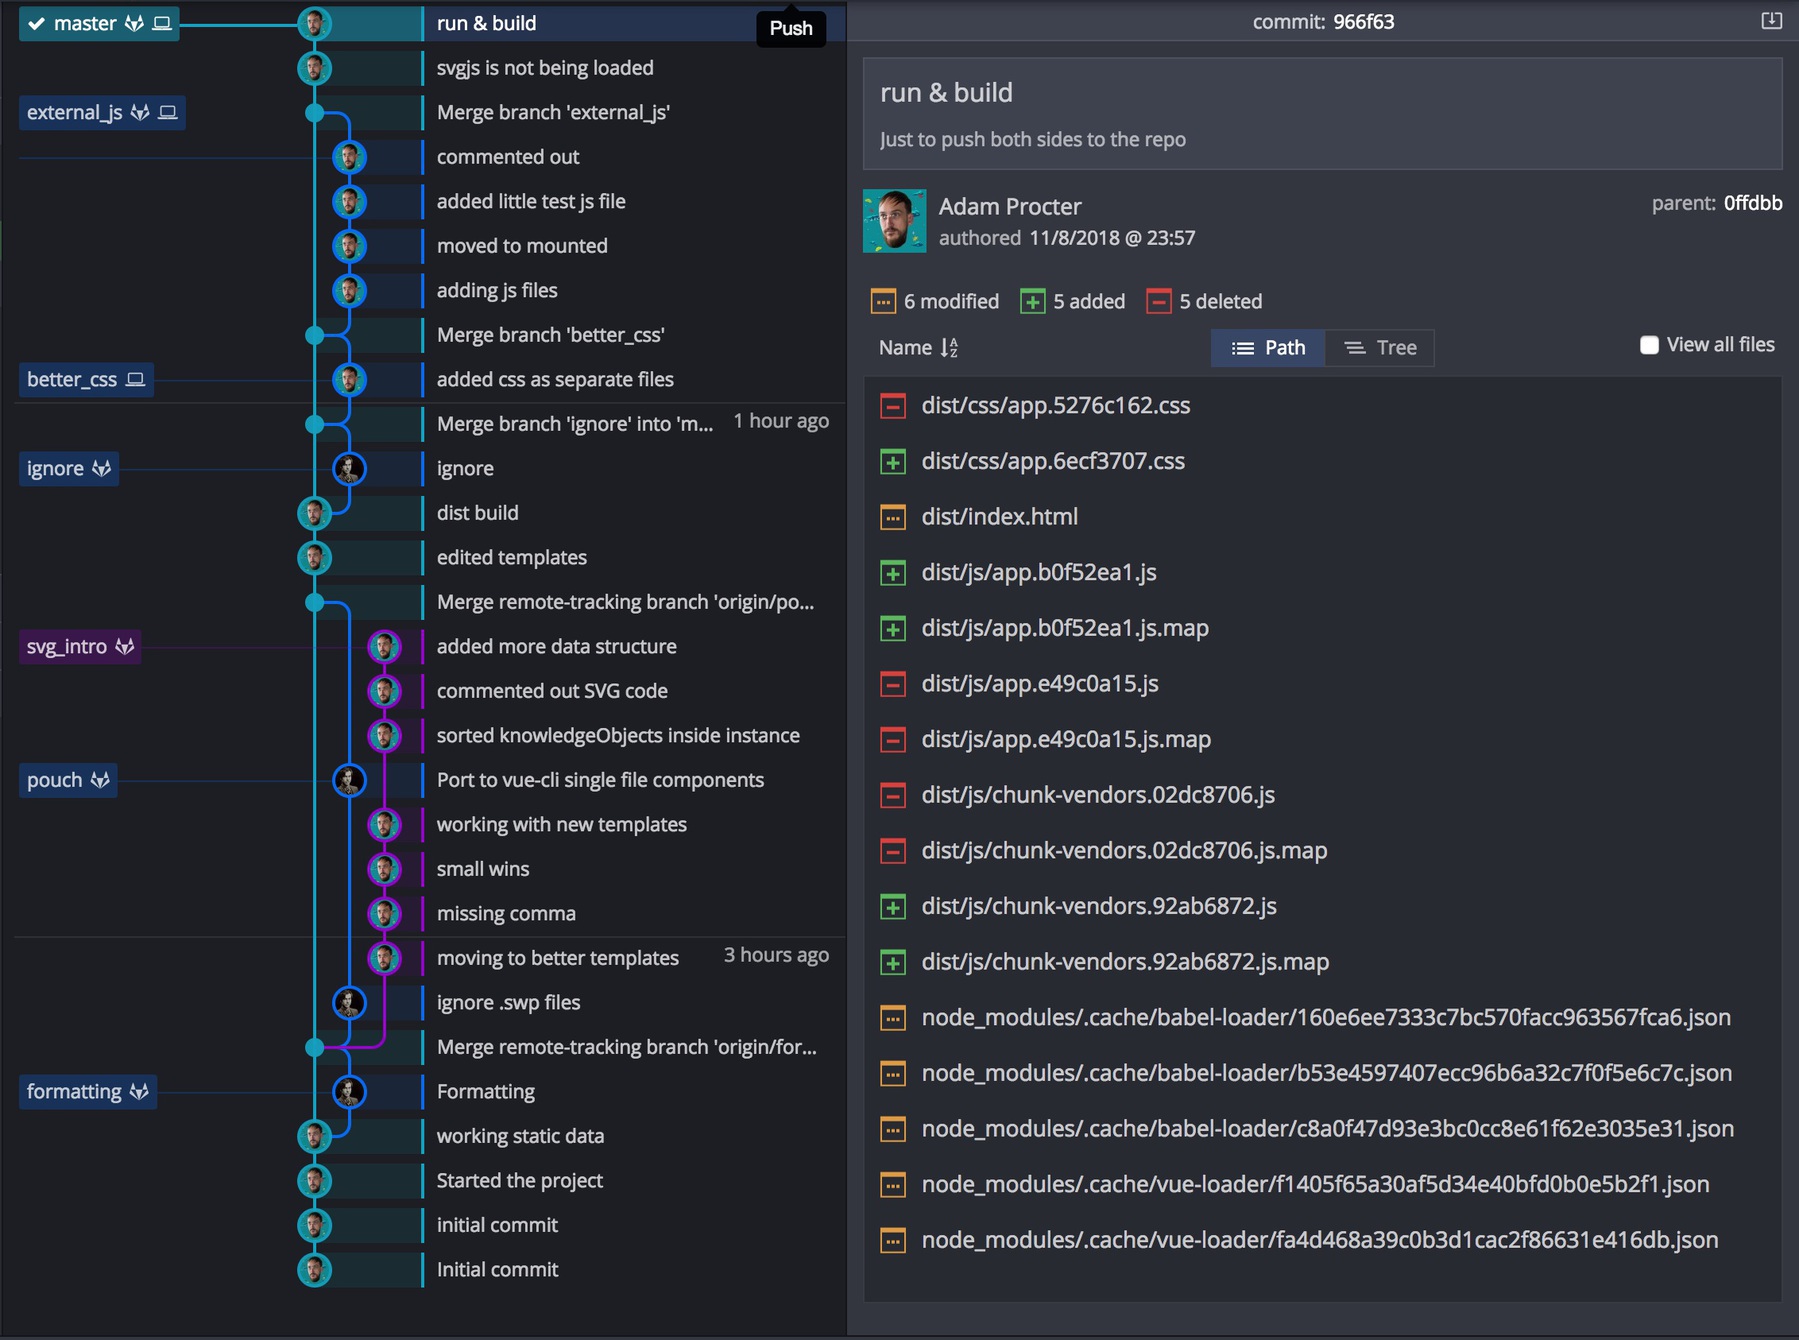 master
run & build
Push
svgjs is not being loaded
external_js
Merge branch 'external_js'
commented out
added little test js file
moved to mounted
adding js files
Merge branch 'better_css'
better_css
added css as separate files
Merge branch 'ignore' into 'm...
1 hour ago
ignore
ignore
dist build
edited templates
Merge remote-tracking branch 'origin/po...
svg_intro
added more data structure
commented out SVG code
sorted knowledgeObjects inside instance
pouch
Port to vue-cli single file components
working with new templates
small wins
missing comma
moving to better templates
3 hours ago
ignore .swp files
Merge remote-tracking branch 'origin/for...
formatting
Formatting
working static data
Started the project
initial commit
Initial commit
commit: 966f63
run & build
Just to push both sides to the repo
Adam Procter
authored 11/8/2018 @ 23:57
parent: 0ffdbb
6 modified
5 added
5 deleted
Name
Path
Tree
View all files
dist/css/app.5276c162.css
dist/css/app.6ecf3707.css
dist/index.html
dist/js/app.b0f52ea1.js
dist/js/app.b0f52ea1.js.map
dist/js/app.e49c0a15.js
dist/js/app.e49c0a15.js.map
dist/js/chunk-vendors.02dc8706.js
dist/js/chunk-vendors.02dc8706.js.map
dist/js/chunk-vendors.92ab6872.js
dist/js/chunk-vendors.92ab6872.js.map
node_modules/.cache/babel-loader/160e6ee7333c7bc570facc963567fca6.json
node_modules/.cache/babel-loader/b53e4597407ecc96b6a32c7f0f5e6c7c.json
node_modules/.cache/babel-loader/c8a0f47d93e3bc0cc8e61f62e3035e31.json
node_modules/.cache/vue-loader/f1405f65a30af5d34e40bfd0b0e5b2f1.json
node_modules/.cache/vue-loader/fa4d468a39c0b3d1cac2f86631e416db.json